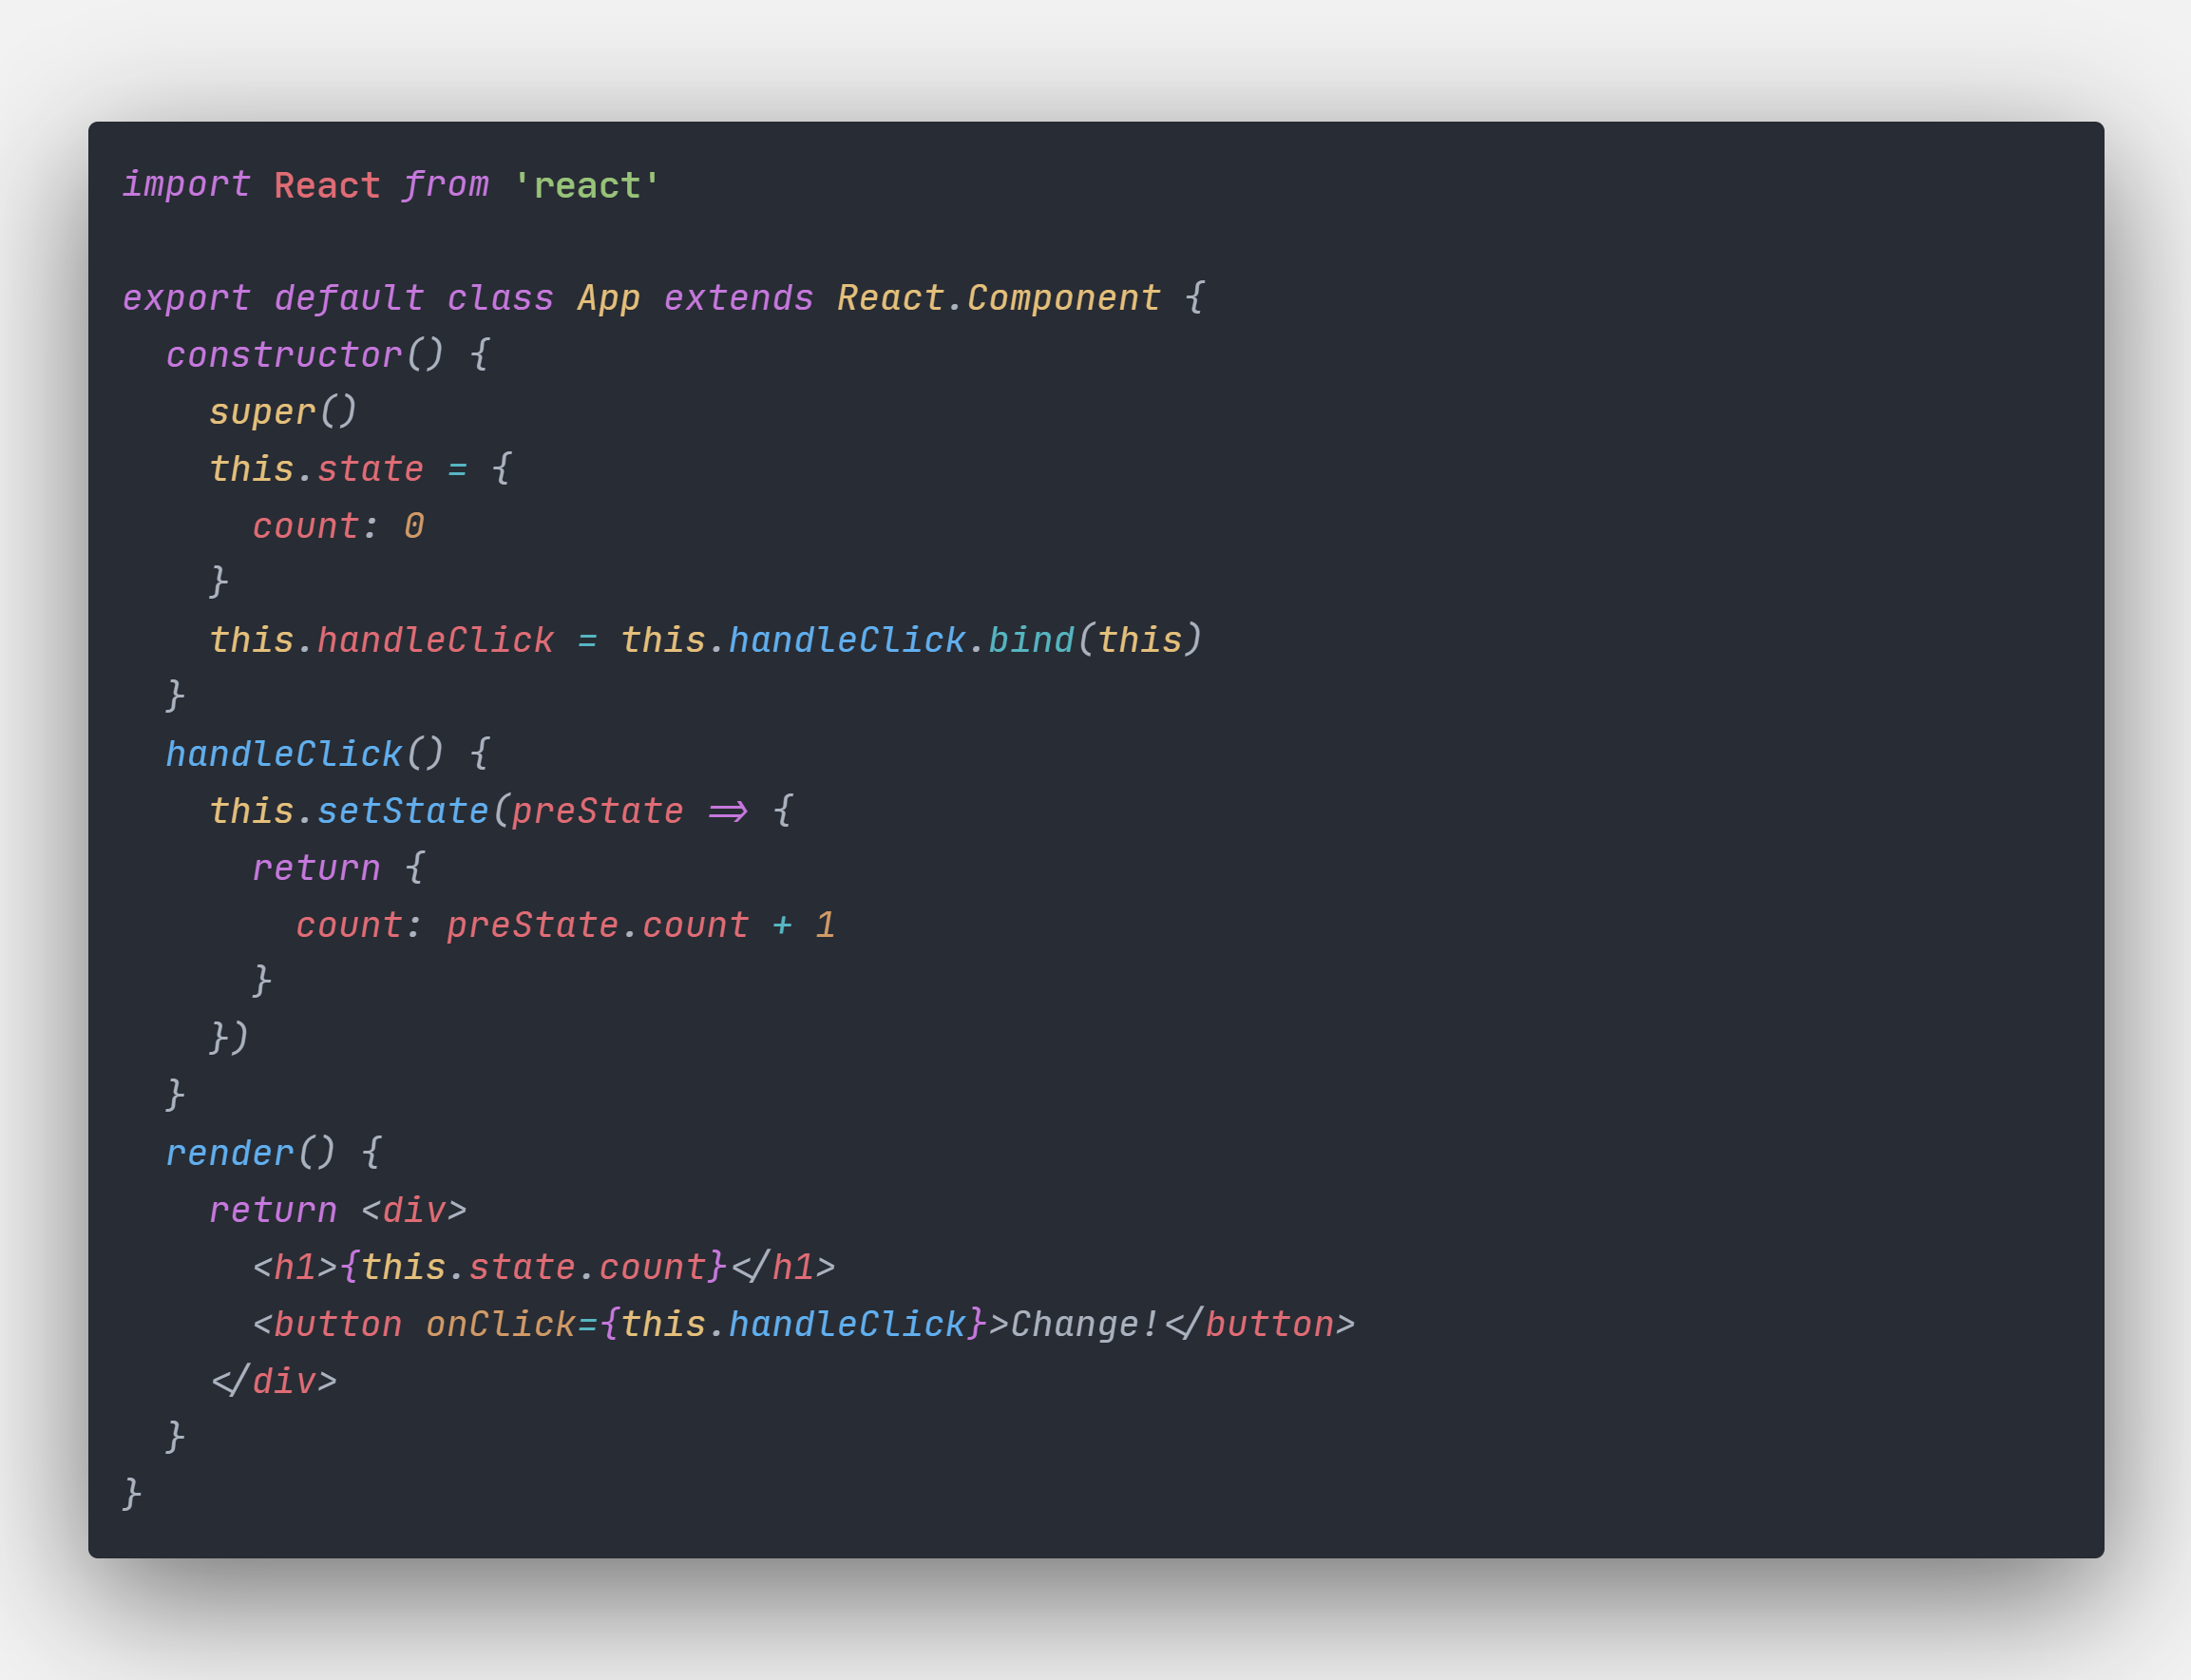 import React from 'react'

export default class App extends React.Component {
  constructor() {
    super()
    this.state = {
      count: 0
    }
    this.handleClick = this.handleClick.bind(this)
  }
  handleClick() {
    this.setState(preState => {
      return {
        count: preState.count + 1
      }
    })
  }
  render() {
    return <div>
      <h1>{this.state.count}</h1>
      <button onClick={this.handleClick}>Change!</button>
    </div>
  }
}